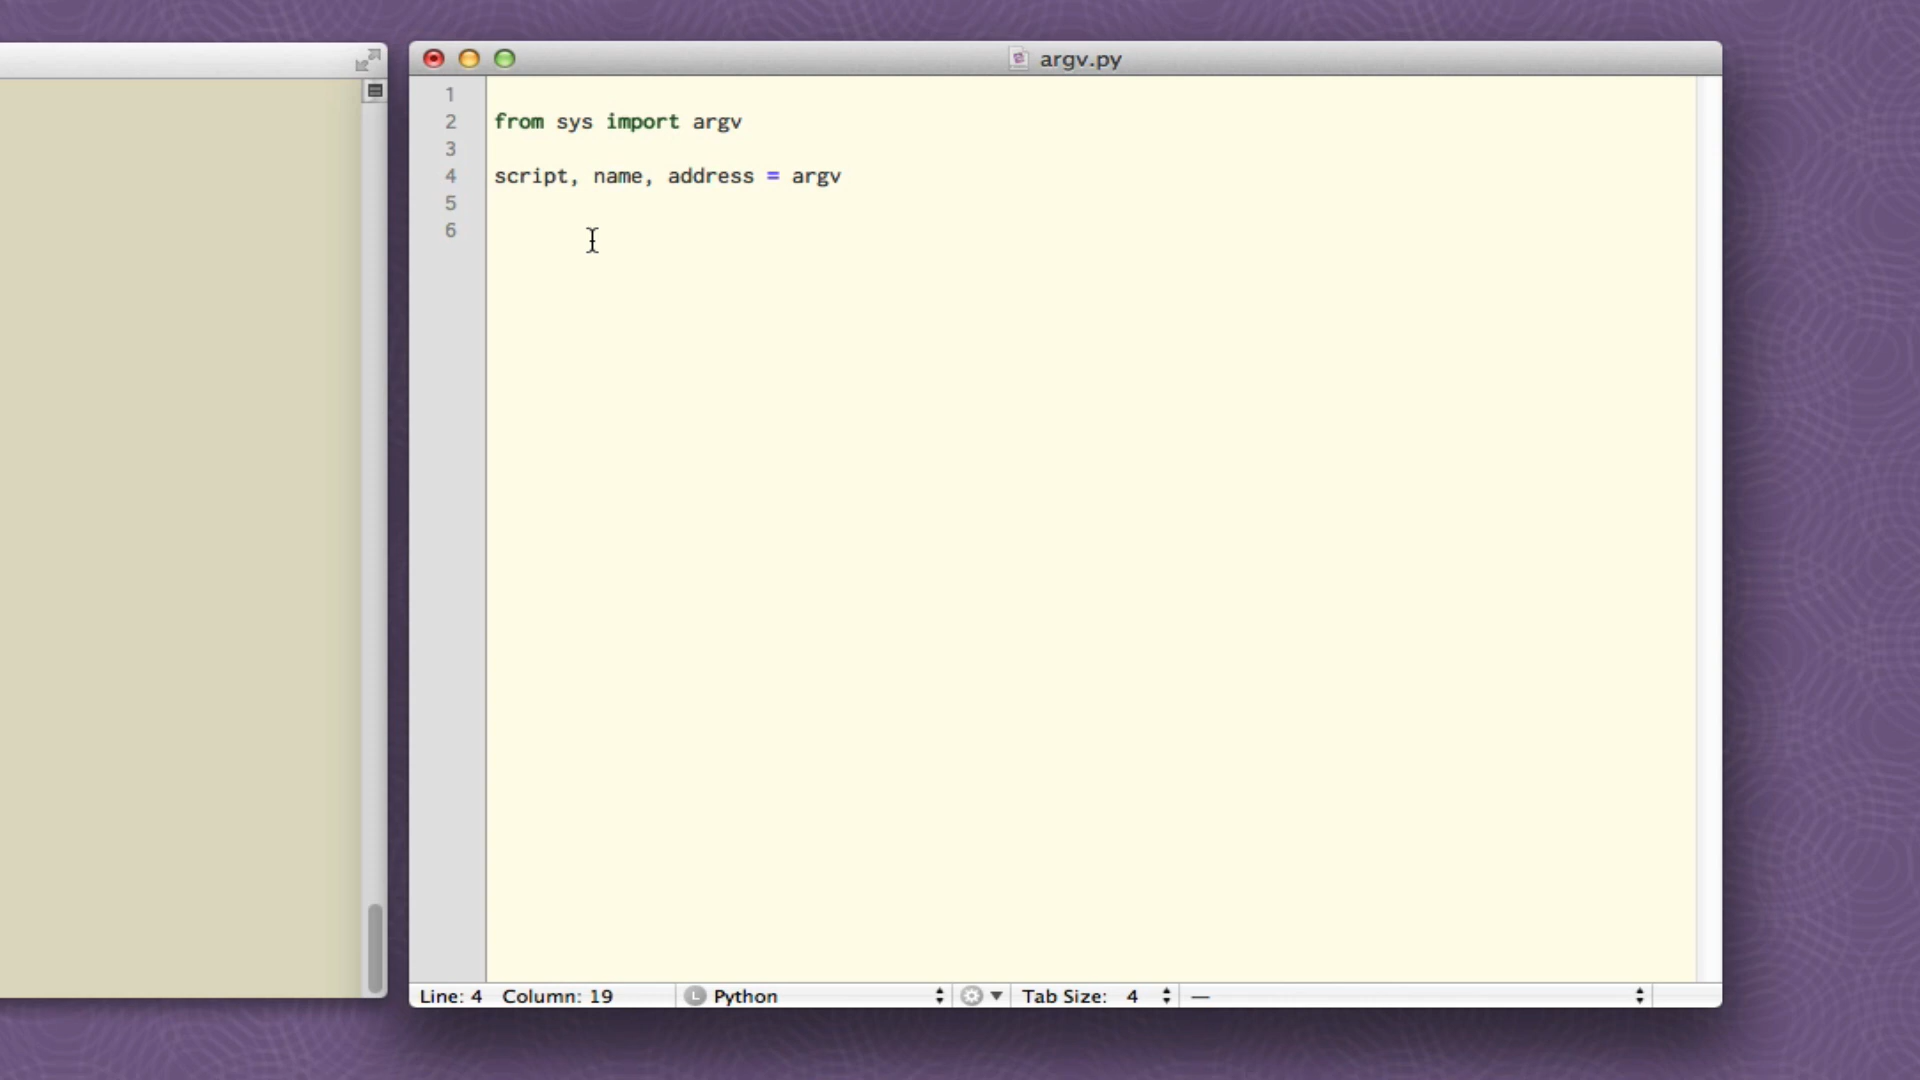 argv.py
1
2 from sys import argv
3
4 script, name, address = argv
5
6
Line: 4 Column: 19 L Python Tab Size: 4 —